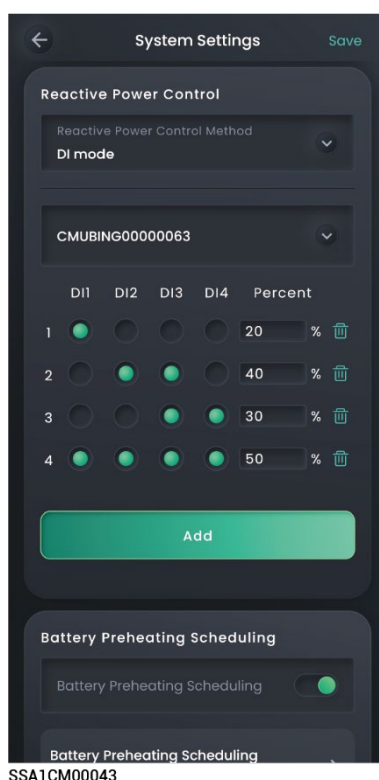 System Settings Save
Reactive Power Control
Reactive Power Control Method
DI mode
CMUBING00000063
DI1 DI2 DI3 DI4 Percent
1 20 %
2 40 %
3 30 %
4 50 %
Add
Battery Preheating Scheduling
Battery Preheating Scheduling
Battery Preheating Scheduling
SSA1CM00043